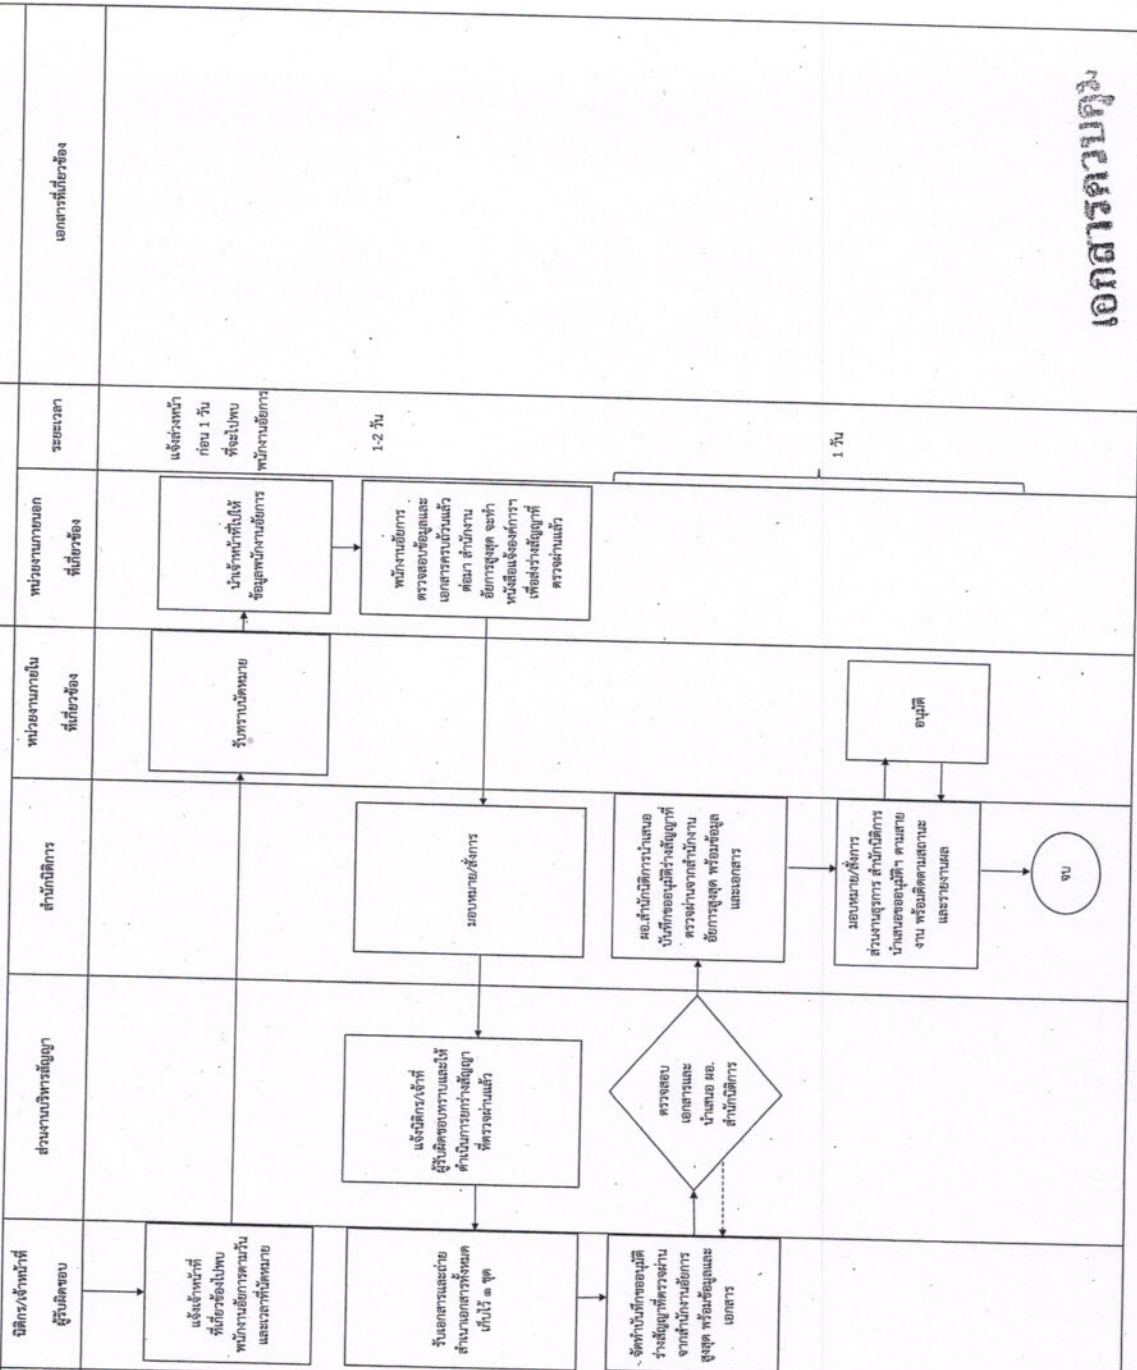 เอกสารควบคุม
นิติกร/เจ้าหน้าที่
ผู้รับผิดชอบ
ส่วนงานบริหารสัญญา
สำนักนิติการ
หน่วยงานภายใน
ที่เกี่ยวข้อง
หน่วยงานภายนอก
ที่เกี่ยวข้อง
ระยะเวลา
เอกสารที่เกี่ยวข้อง
แจ้งเจ้าหน้าที่
ที่เกี่ยวข้องไปพบ
พนักงานอัยการตามวัน
และเวลาที่นัดหมาย
รับทราบนัดหมาย
นำเจ้าหน้าที่ไปให้
ข้อมูลพนักงานอัยการ
แจ้งล่วงหน้า
ก่อน 1 วัน
ที่จะไปพบ
พนักงานอัยการ
พนักงานอัยการ
ตรวจสอบข้อมูลและ
เอกสารครบถ้วนแล้ว
ต่อมา สำนักงาน
อัยการสูงสุด จะทำ
หนังสือแจ้งองค์การฯ
เพื่อส่งร่างสัญญาที่
ตรวจผ่านแล้ว
1-2 วัน
มอบหมาย/สั่งการ
แจ้งนิติกร/เจ้าที่
ผู้รับผิดชอบทราบและให้
ดำเนินการยกร่างสัญญา
ที่ตรวจผ่านแล้ว
รับเอกสารและถ่าย
สำเนาเอกสารทั้งหมด
เก็บไว้ ๑ ชุด
จัดทำบันทึกขออนุมัติ
ร่างสัญญาที่ตรวจผ่าน
จากสำนักงานอัยการ
สูงสุด พร้อมข้อมูลและ
เอกสาร
ตรวจสอบ
เอกสารและ
นำเสนอ ผอ.
สำนักนิติการ
ผอ.สำนักนิติการนำเสนอ
บันทึกขออนุมัติร่างสัญญาที่
ตรวจผ่านจากสำนักงาน
อัยการสูงสุด พร้อมข้อมูล
และเอกสาร
1 วัน
มอบหมาย/สั่งการ
ส่วนงานธุรการ สำนักนิติการ
นำเสนอขออนุมัติฯ ตามสาย
งาน พร้อมติดตามสถานะ
และรายงานผล
อนุมัติ
จบ